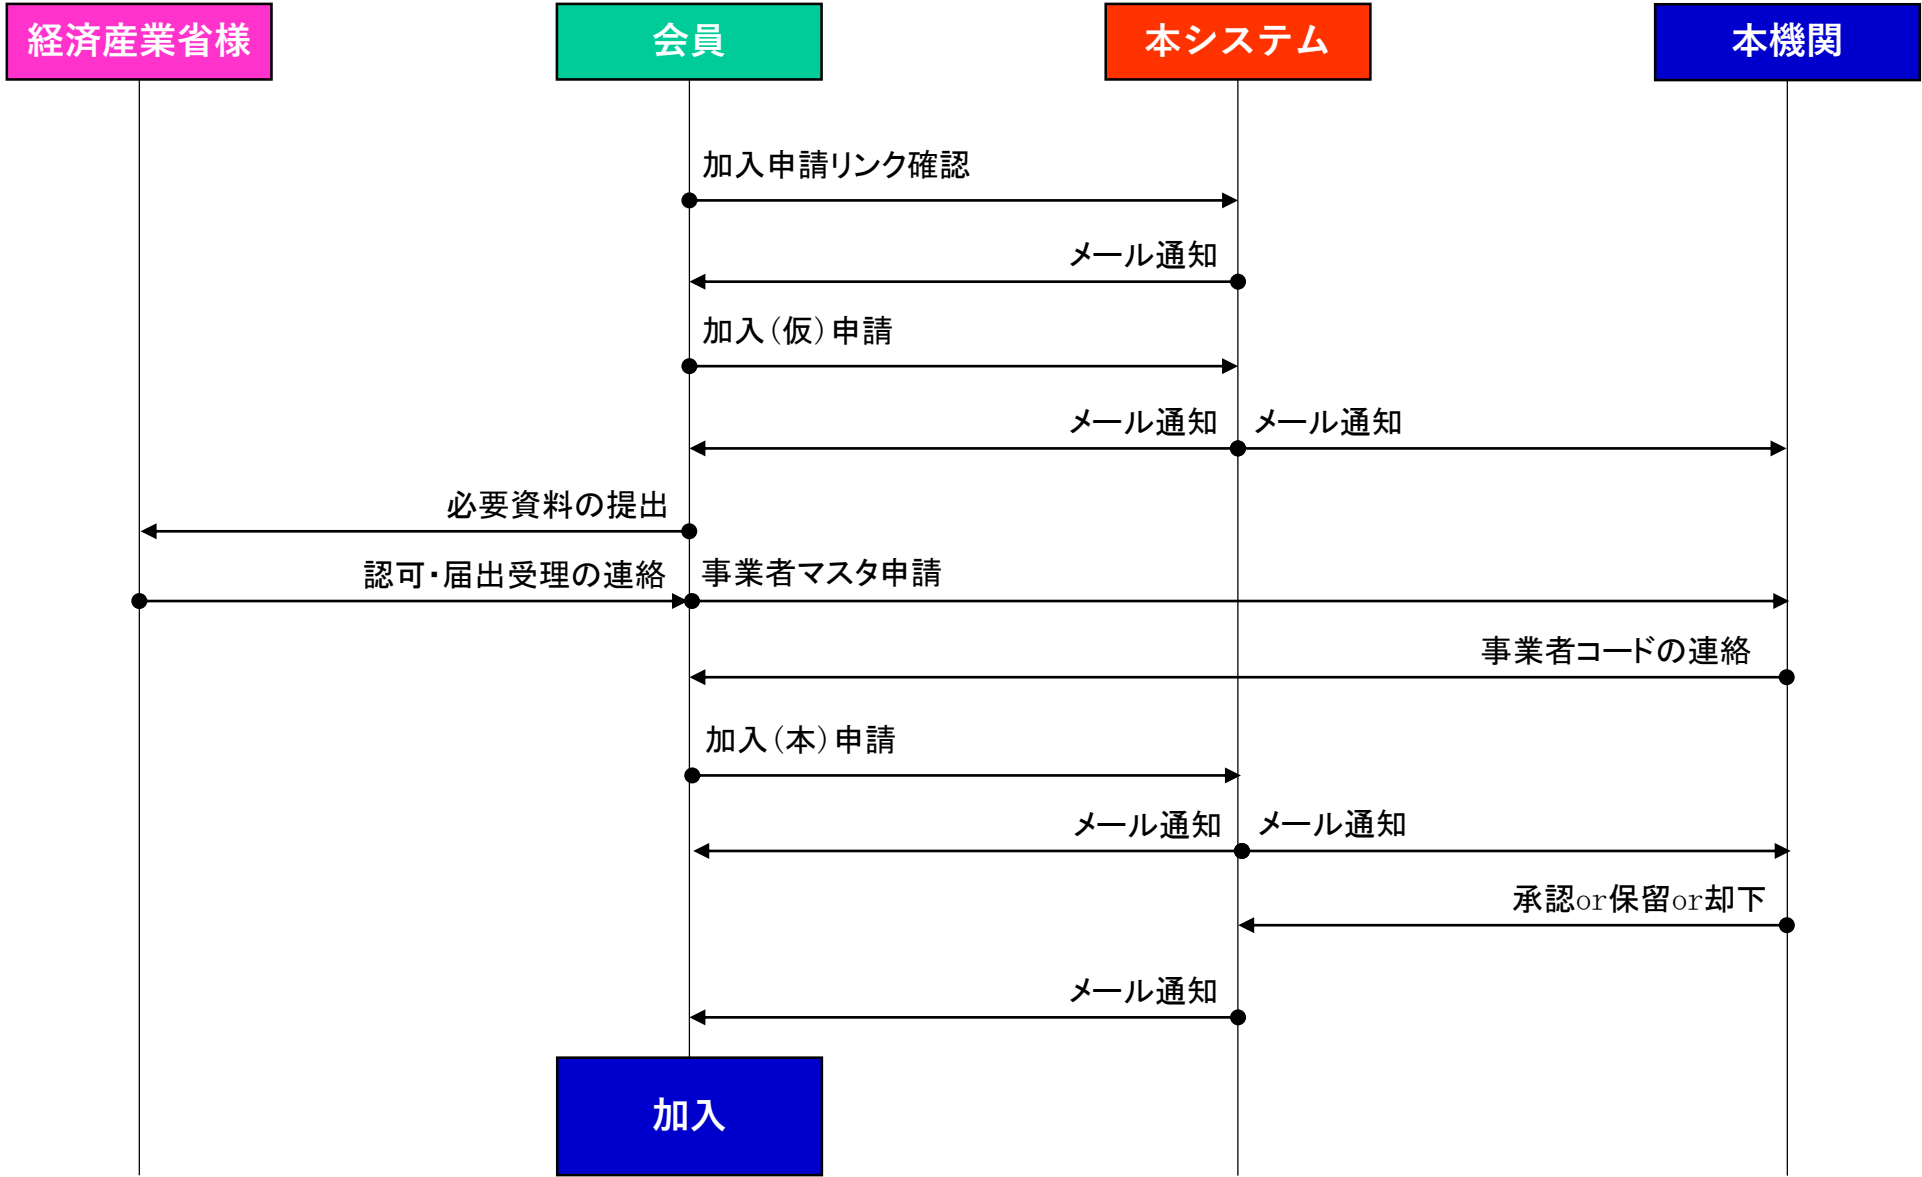 経済産業省様
会員
本システム
本機関
加入申請リンク確認
メール通知
加入（仮）申請
メール通知
メール通知
必要資料の提出
認可・届出受理の連絡
事業者マスタ申請
事業者コードの連絡
加入（本）申請
メール通知
メール通知
承認or保留or却下
メール通知
加入